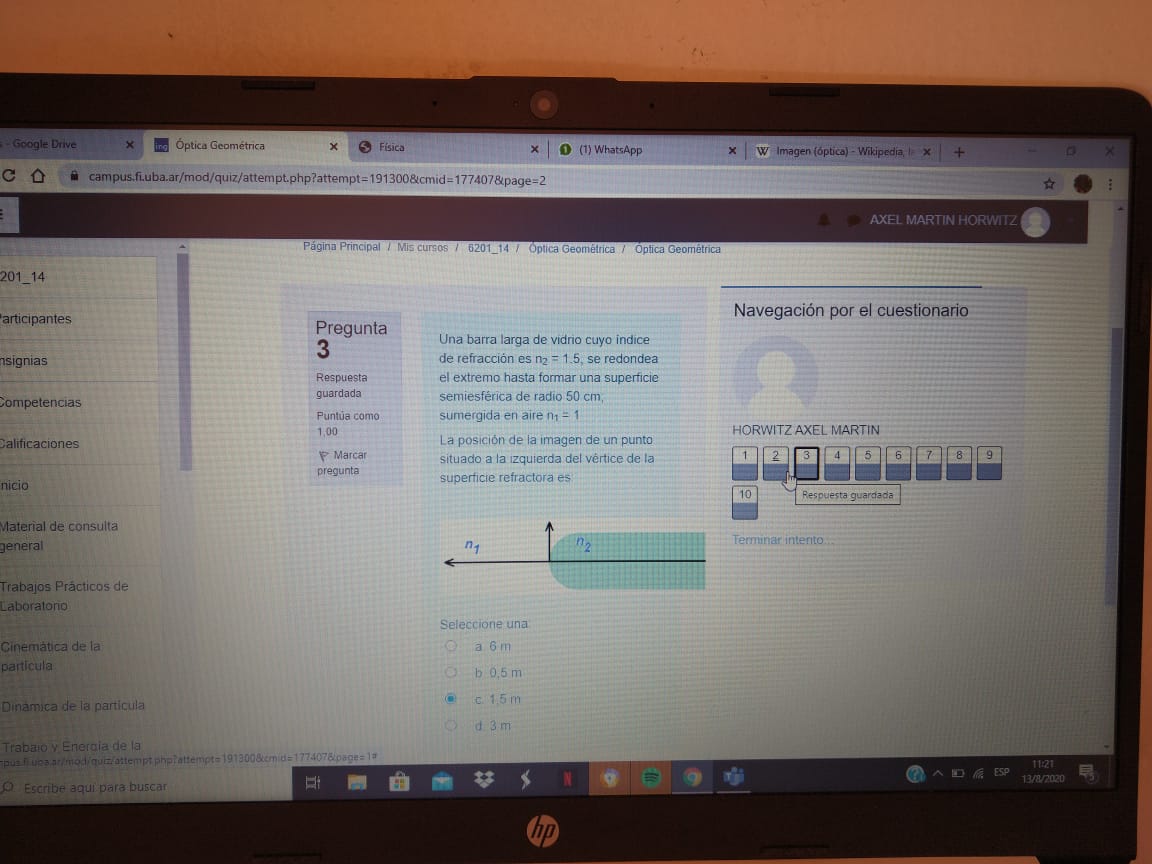 - Google Drive
Óptica Geométrica
Física
(1) WhatsApp
Imagen (óptica) - Wikipedia, la
campus.fi.uba.ar/mod/quiz/attempt.php?attempt=191300&cmid=177407&page=2
AXEL MARTIN HORWITZ
Página Principal / Mis cursos / 6201_14 / Óptica Geométrica / Óptica Geométrica
201_14
Participantes
nsignias
Competencias
Calificaciones
nicio
Material de consulta
general
Trabajos Prácticos de
Laboratorio
Cinemática de la
partícula
Dinámica de la partícula
Trabajo y Energía de la
Pregunta
3
Respuesta
guardada
Puntúa como
1,00
Marcar
pregunta
Una barra larga de vidrio cuyo índice
de refracción es n2 = 1.5, se redondea
el extremo hasta formar una superficie
semiesférica de radio 50 cm,
sumergida en aire n1 = 1
La posición de la imagen de un punto
situado a la izquierda del vértice de la
superficie refractora es:
n1
n2
Seleccione una:
a. 6 m
b. 0,5 m
c. 1,5 m
d. 3 m
Navegación por el cuestionario
HORWITZ AXEL MARTIN
1 2 3 4 5 6 7 8 9
10
Respuesta guardada
Terminar intento...
pus.fi.uba.ar/mod/quiz/attempt.php?attempt=191300&cmid=177407&page=1#
Escribe aquí para buscar
ESP
11:21
13/8/2020
hp